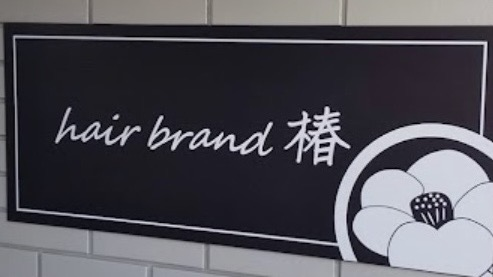 hair brand 椿